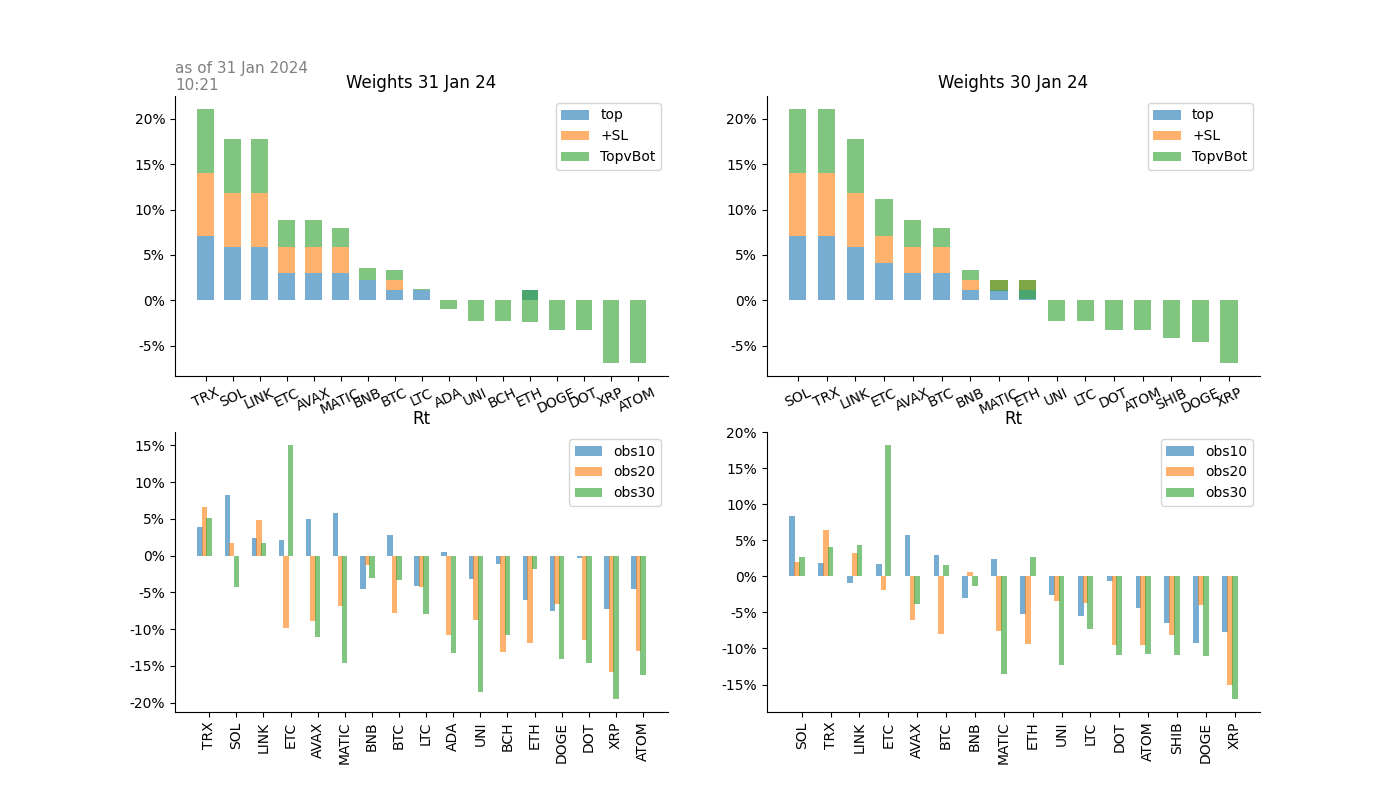 as of 31 Jan 2024
10:21
Weights 31 Jan 24
20%
15%
10%
5%
0%
-5%
top
+SL
TopvBot
TRX SOL LINK ETC AVAX MATIC BNB BTC LTC ADA UNI BCH ETH DOGE DOT XRP ATOM
Weights 30 Jan 24
20%
15%
10%
5%
0%
-5%
top
+SL
TopvBot
SOL TRX LINK ETC AVAX BTC BNB MATIC ETH UNI LTC DOT ATOM SHIB DOGE XRP
Rt
15%
10%
5%
0%
-5%
-10%
-15%
-20%
obs10
obs20
obs30
TRX SOL LINK ETC AVAX MATIC BNB BTC LTC ADA UNI BCH ETH DOGE DOT XRP ATOM
Rt
20%
15%
10%
5%
0%
-5%
-10%
-15%
obs10
obs20
obs30
SOL TRX LINK ETC AVAX BTC BNB MATIC ETH UNI LTC DOT ATOM SHIB DOGE XRP